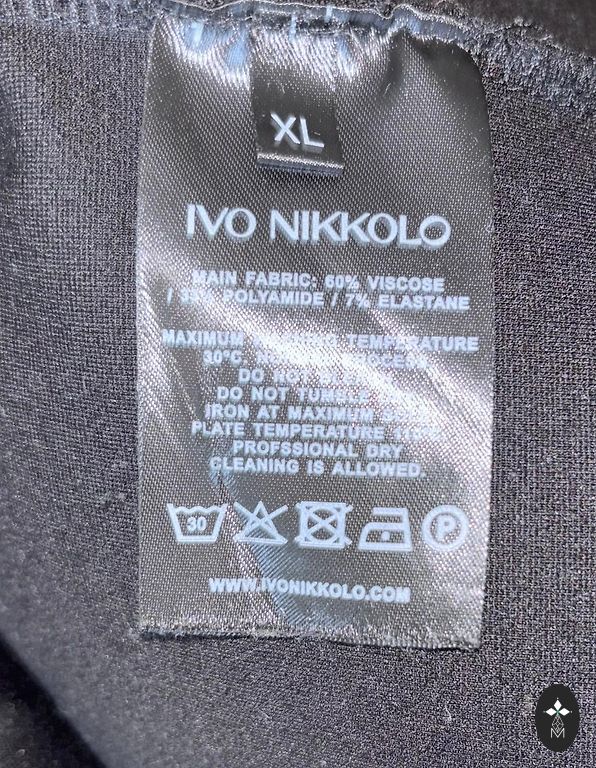 XL
IVO NIKKOLO
MAIN FABRIC: 60% VISCOSE
/ 33% POLYAMIDE / 7% ELASTANE
MAXIMUM TEMPERATURE
30°C.
DO NOT
DO NOT TUMBLE
IRON AT MAXIMUM
PLATE TEMPERATURE
PROFSSIONAL DRY
CLEANING IS ALLOWED.
30
P
WWW.IVONIKKOLO.COM
M